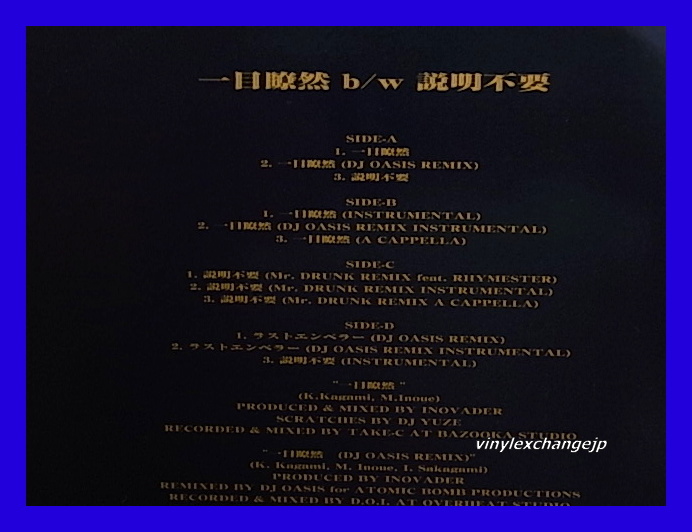 一目瞭然 b/w 説明不要
SIDE-A
1. 一目瞭然
2. 一目瞭然 (DJ OASIS REMIX)
3. 説明不要
SIDE-B
1. 一目瞭然 (INSTRUMENTAL)
2. 一目瞭然 (DJ OASIS REMIX INSTRUMENTAL)
3. 一目瞭然 (A CAPPELLA)
SIDE-C
1. 説明不要 (Mr. DRUNK REMIX feat. RHYMESTER)
2. 説明不要 (Mr. DRUNK REMIX INSTRUMENTAL)
3. 説明不要 (Mr. DRUNK REMIX A CAPPELLA)
SIDE-D
1. ラストエンペラー (DJ OASIS REMIX)
2. ラストエンペラー (DJ OASIS REMIX INSTRUMENTAL)
3. 説明不要 (INSTRUMENTAL)
"一目瞭然 "
(K.Kagami, M.Inoue)
PRODUCED & MIXED BY INOVADER
SCRATCHES BY DJ YUZE
RECORDED & MIXED BY TAKE-C AT BAZOOKA STUDIO
vinylexchangejp
"一目瞭然 (DJ OASIS REMIX)"
(K. Kagami, M. Inoue, I. Sakagami)
PRODUCED BY INOVADER
REMIXED BY DJ OASIS for ATOMIC BOMB PRODUCTIONS
RECORDED & MIXED BY D.O.I. AT OVERHEAT STUDIO